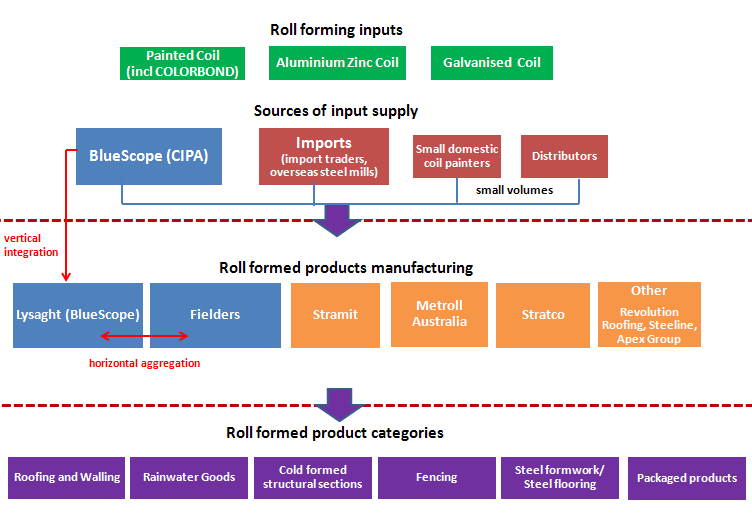 Roll forming inputs
Painted Coil
(incl COLORBOND)
Aluminium Zinc Coil
Galvanised Coil
Sources of input supply
BlueScope (CIPA)
Imports
(import traders,
overseas steel mills)
Small domestic
coil painters
Distributors
small volumes
vertical
integration
Roll formed products manufacturing
Lysaght (BlueScope)
Fielders
Stramit
Metroll
Australia
Stratco
Other
Revolution
Roofing, Steeline,
Apex Group
horizontal aggregation
Roll formed product categories
Roofing and Walling
Rainwater Goods
Cold formed
structural sections
Fencing
Steel formwork/
Steel flooring
Packaged products